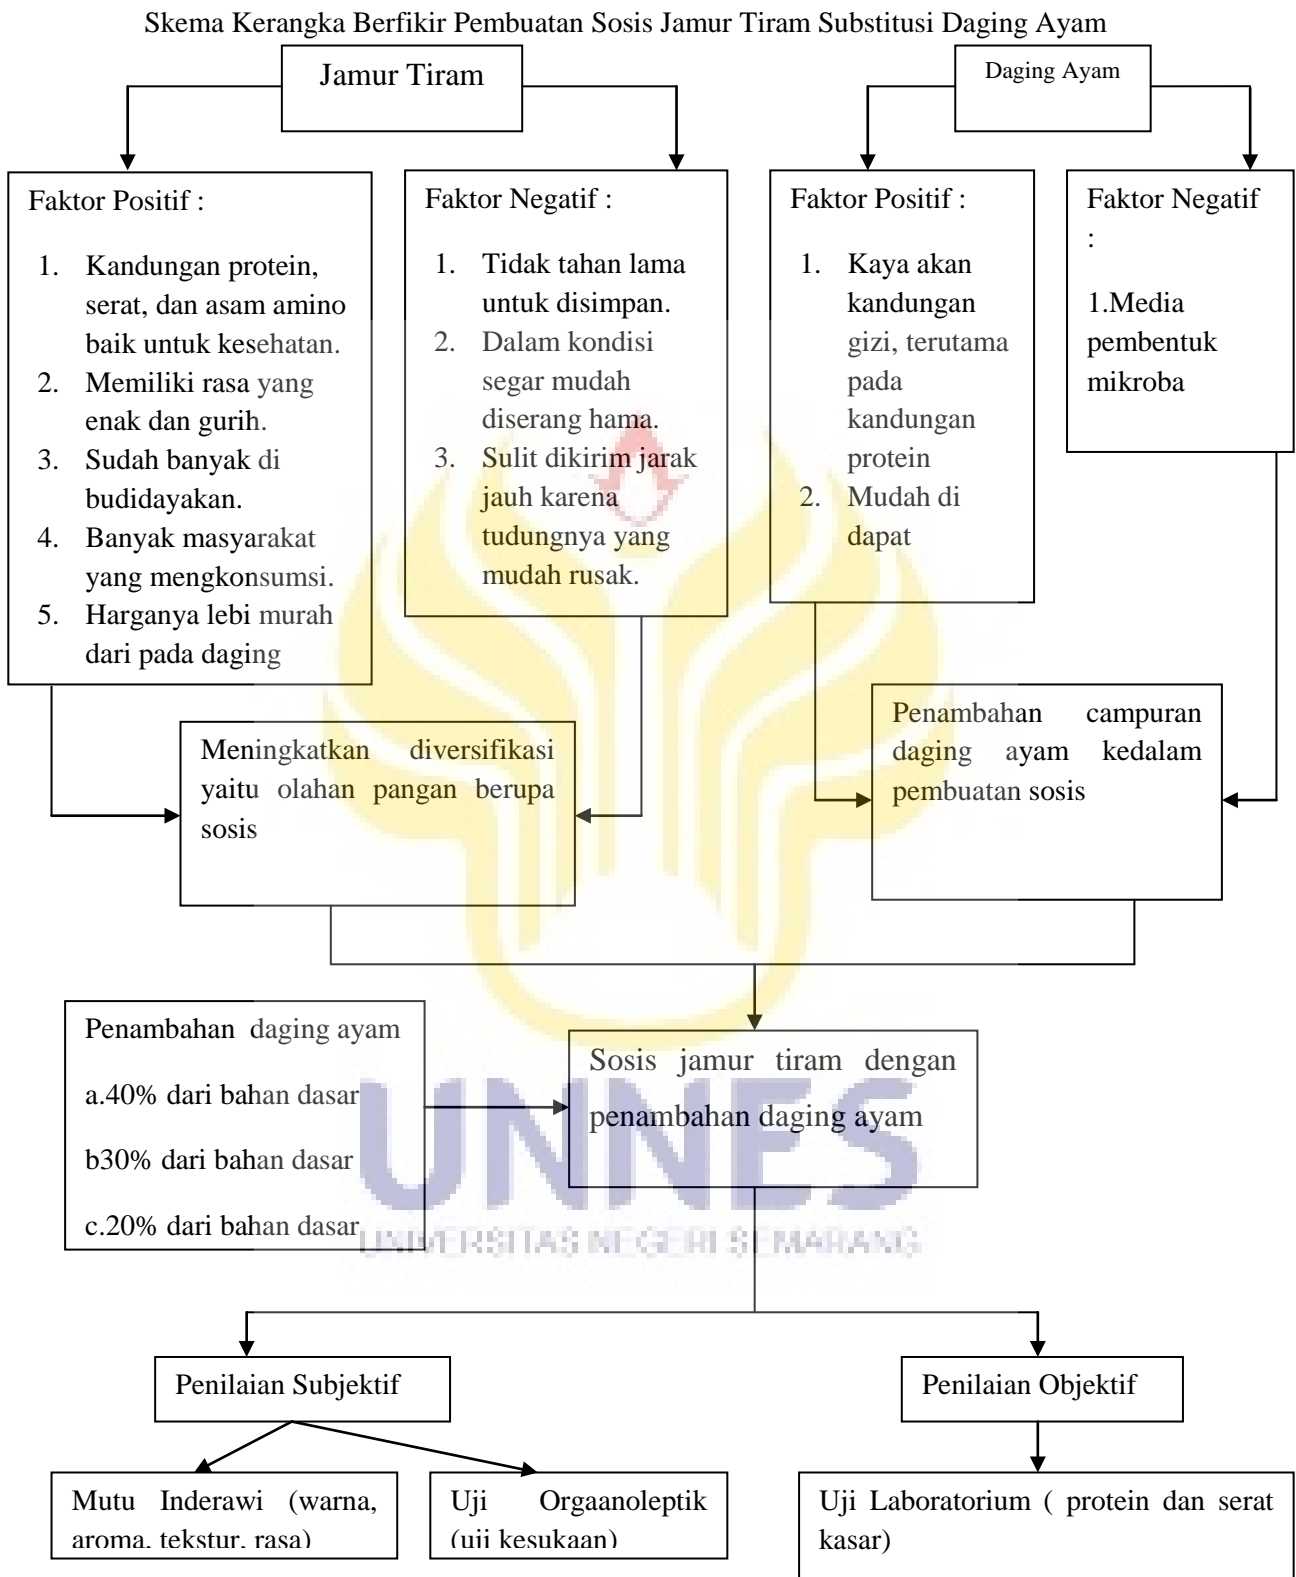 Skema Kerangka Berfikir Pembuatan Sosis Jamur Tiram Substitusi Daging Ayam
Jamur Tiram
Daging Ayam
Faktor Positif :
1. Kandungan protein,
serat, dan asam amino
baik untuk kesehatan.
2. Memiliki rasa yang
enak dan gurih.
3. Sudah banyak di
budidayakan.
4. Banyak masyarakat
yang mengkonsumsi.
5. Harganya lebi murah
dari pada daging
Faktor Negatif :
1. Tidak tahan lama
untuk disimpan.
2. Dalam kondisi
segar mudah
diserang hama.
3. Sulit dikirim jarak
jauh karena
tudungnya yang
mudah rusak.
Faktor Positif :
1. Kaya akan
kandungan
gizi, terutama
pada
kandungan
protein
2. Mudah di
dapat
Faktor Negatif
:
1.Media
pembentuk
mikroba
Meningkatkan diversifikasi
yaitu olahan pangan berupa
sosis
Penambahan campuran
daging ayam kedalam
pembuatan sosis
Penambahan daging ayam
a.40% dari bahan dasar
b30% dari bahan dasar
c.20% dari bahan dasar
Sosis jamur tiram dengan
penambahan daging ayam
UNNES
UNIVERSITAS NEGERI SEMARANG
Penilaian Subjektif
Penilaian Objektif
Mutu Inderawi (warna,
aroma, tekstur, rasa)
Uji Orgaanoleptik
(uji kesukaan)
Uji Laboratorium ( protein dan serat
kasar)